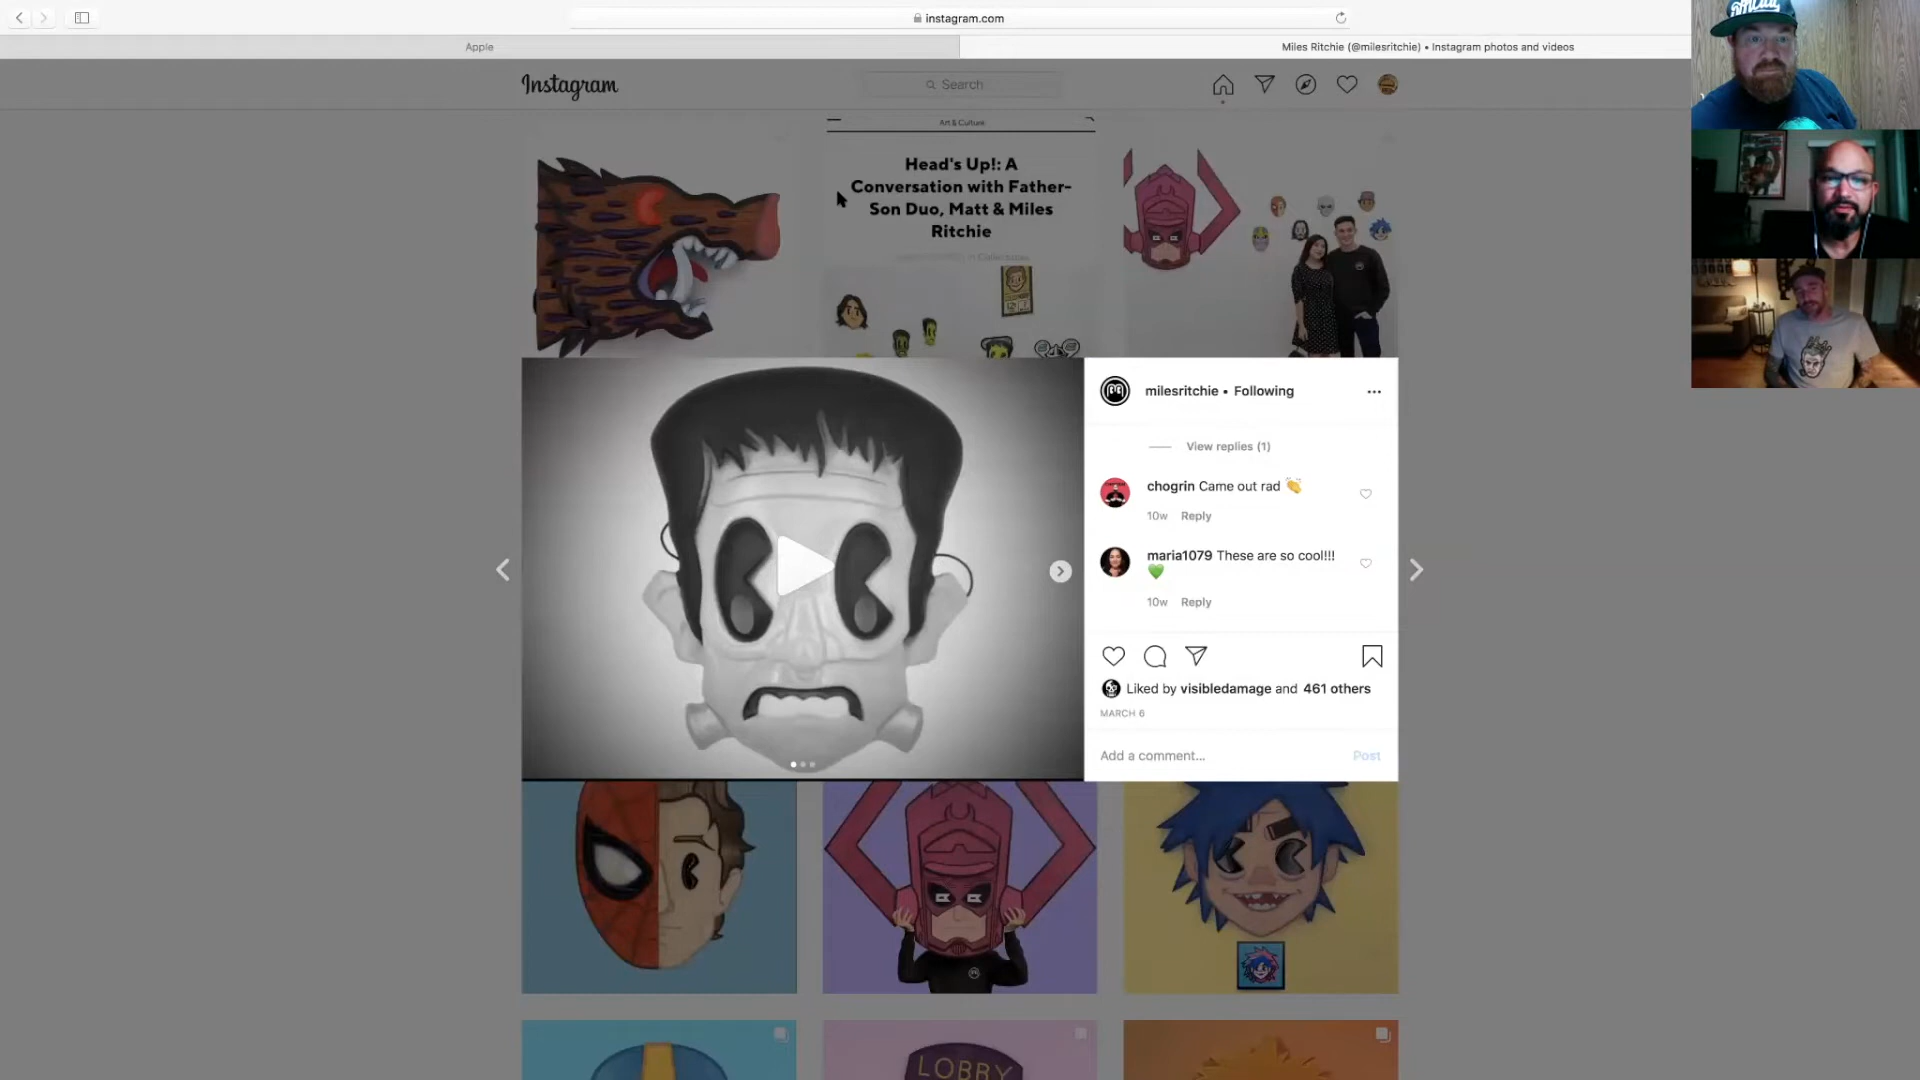 instagram.com
Apple
Miles Ritchie (@milesritchie) • Instagram photos and videos
Instagram
Search
Art & Culture
Head's Up!: A
Conversation with Father-
Son Duo, Matt & Miles
Ritchie
milesritchie • Following
View replies (1)
chogrin Came out rad 👏
10w Reply
maria1079 These are so cool!!!
💚
10w Reply
Liked by visibledamage and 461 others
MARCH 6
Add a comment...
Post
LOBBY